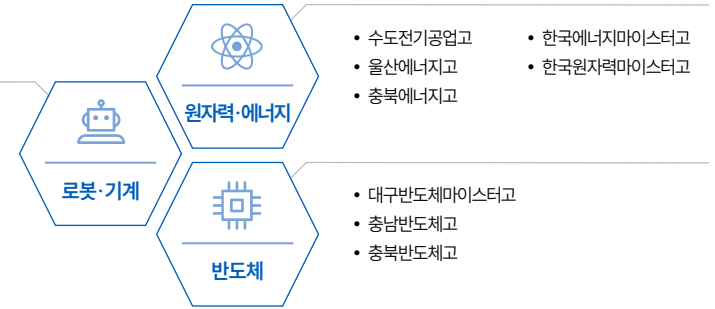 원자력·에너지
• 수도전기공업고
• 울산에너지고
• 충북에너지고
• 한국에너지마이스터고
• 한국원자력마이스터고
로봇·기계
반도체
• 대구반도체마이스터고
• 충남반도체고
• 충북반도체고